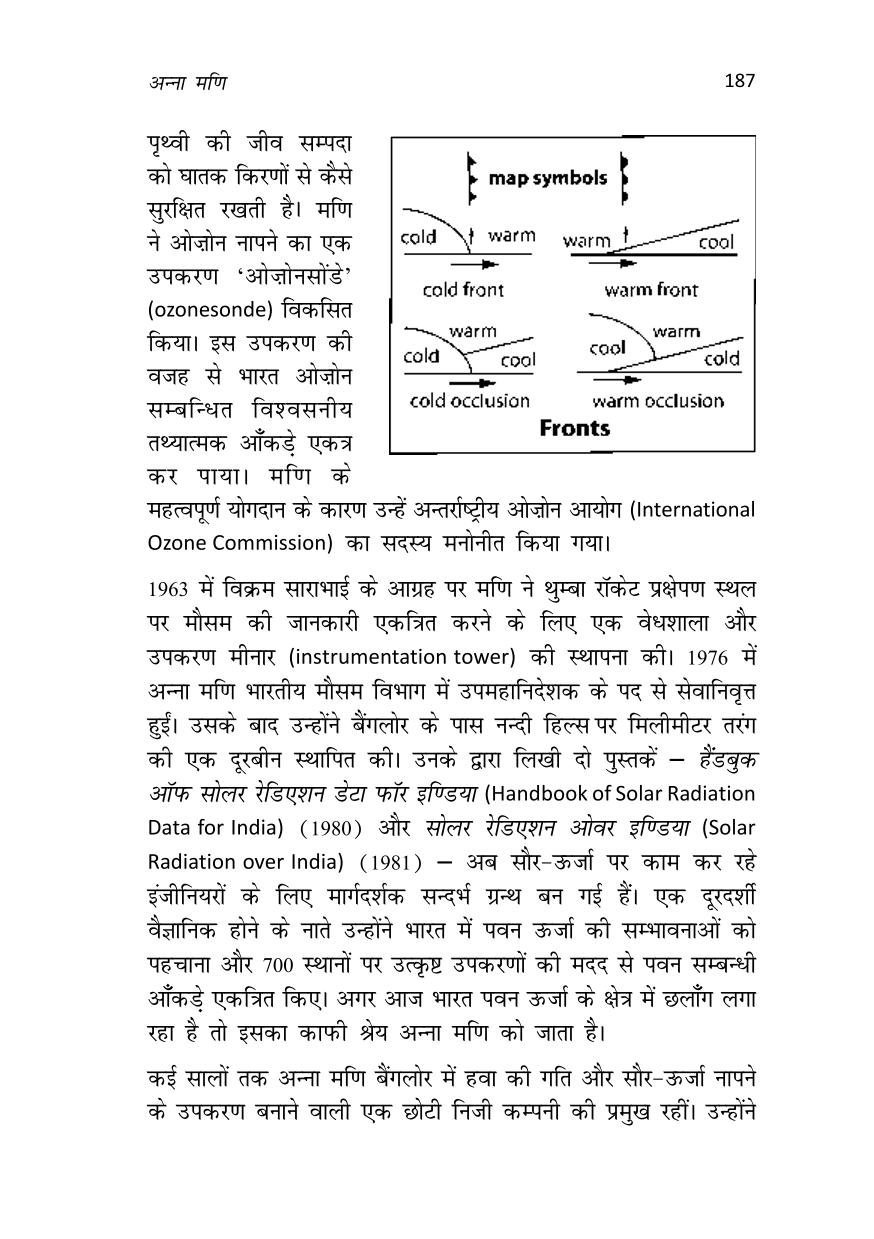 अन्ना मणि 187
पृथ्वी की जीव सम्पदा
को घातक किरणों से कैसे
सुरक्षित रखती है। मणि
ने ओज़ोन नापने का एक
उपकरण ‘ओज़ोनसोंडे’
(ozonesonde) विकसित
किया। इस उपकरण की
वजह से भारत ओज़ोन
सम्बन्धित विश्वसनीय
तथ्यात्मक आँकड़े एकत्र
कर पाया। मणि के
map symbols
cold warm
cold front
warm cool
warm front
warm
cold cool
cold occlusion
warm
cool cold
warm occlusion
Fronts
महत्वपूर्ण योगदान के कारण उन्हें अन्तर्राष्ट्रीय ओज़ोन आयोग (International
Ozone Commission) का सदस्य मनोनीत किया गया।
1963 में विक्रम साराभाई के आग्रह पर मणि ने थुम्बा रॉकेट प्रक्षेपण स्थल
पर मौसम की जानकारी एकत्रित करने के लिए एक वेधशाला और
उपकरण मीनार (instrumentation tower) की स्थापना की। 1976 में
अन्ना मणि भारतीय मौसम विभाग में उपमहानिदेशक के पद से सेवानिवृत्त
हुईं। उसके बाद उन्होंने बैंगलोर के पास नन्दी हिल्स पर मिलीमीटर तरंग
की एक दूरबीन स्थापित की। उनके द्वारा लिखी दो पुस्तकें – हैंडबुक
ऑफ सोलर रेडिएशन डेटा फॉर इण्डिया (Handbook of Solar Radiation
Data for India) (1980) और सोलर रेडिएशन ओवर इण्डिया (Solar
Radiation over India) (1981) – अब सौर-ऊर्जा पर काम कर रहे
इंजीनियरों के लिए मार्गदर्शक सन्दर्भ ग्रन्थ बन गई हैं। एक दूरदर्शी
वैज्ञानिक होने के नाते उन्होंने भारत में पवन ऊर्जा की सम्भावनाओं को
पहचाना और 700 स्थानों पर उत्कृष्ट उपकरणों की मदद से पवन सम्बन्धी
आँकड़े एकत्रित किए। अगर आज भारत पवन ऊर्जा के क्षेत्र में छलाँग लगा
रहा है तो इसका काफी श्रेय अन्ना मणि को जाता है।
कई सालों तक अन्ना मणि बैंगलोर में हवा की गति और सौर-ऊर्जा नापने
के उपकरण बनाने वाली एक छोटी निजी कम्पनी की प्रमुख रहीं। उन्होंने